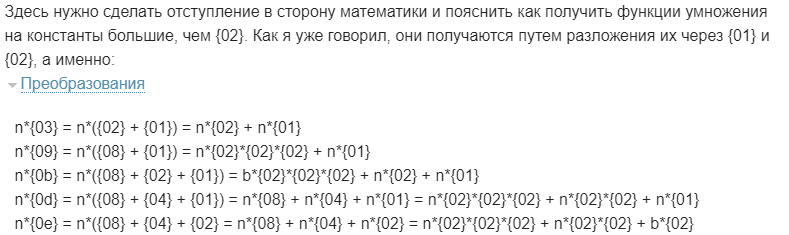 Здесь нужно сделать отступление в сторону математики и пояснить как получить функции умножения
на константы большие, чем {02}. Как я уже говорил, они получаются путем разложения их через {01} и
{02}, а именно:
Преобразования
n*{03} = n*({02} + {01}) = n*{02} + n*{01}
n*{09} = n*({08} + {01}) = n*{02}*{02}*{02} + n*{01}
n*{0b} = n*({08} + {02} + {01}) = b*{02}*{02}*{02} + n*{02} + n*{01}
n*{0d} = n*({08} + {04} + {01}) = n*{08} + n*{04} + n*{01} = n*{02}*{02}*{02} + n*{02}*{02} + n*{01}
n*{0e} = n*({08} + {04} + {02} = n*{08} + n*{04} + n*{02} = n*{02}*{02}*{02} + n*{02}*{02} + b*{02}